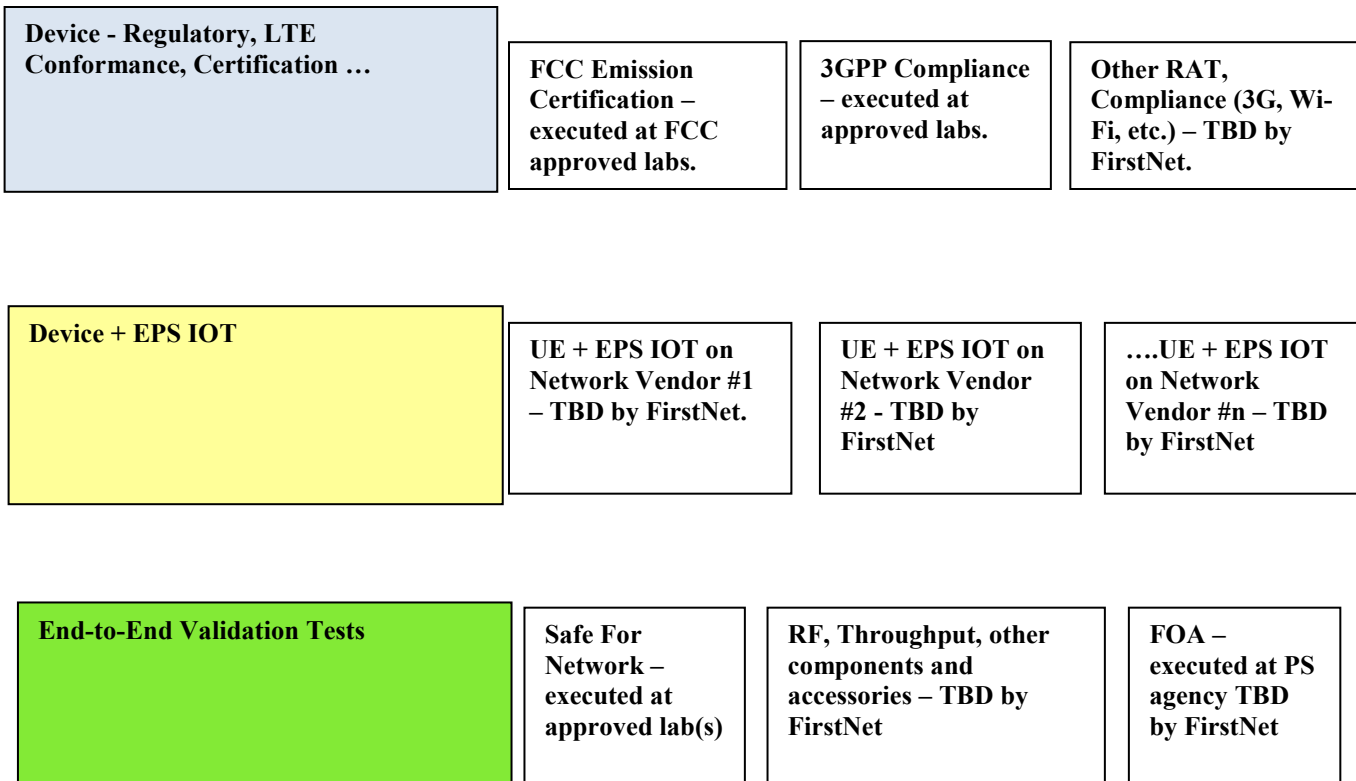 Device - Regulatory, LTE
Conformance, Certification …
FCC Emission
Certification –
executed at FCC
approved labs.
3GPP Compliance
– executed at
approved labs.
Other RAT,
Compliance (3G, Wi-
Fi, etc.) – TBD by
FirstNet.
Device + EPS IOT
UE + EPS IOT on
Network Vendor #1
– TBD by FirstNet.
UE + EPS IOT on
Network Vendor
#2 - TBD by
FirstNet
….UE + EPS IOT
on Network
Vendor #n – TBD
by FirstNet
End-to-End Validation Tests
Safe For
Network –
executed at
approved lab(s)
RF, Throughput, other
components and
accessories – TBD by
FirstNet
FOA –
executed at PS
agency TBD
by FirstNet